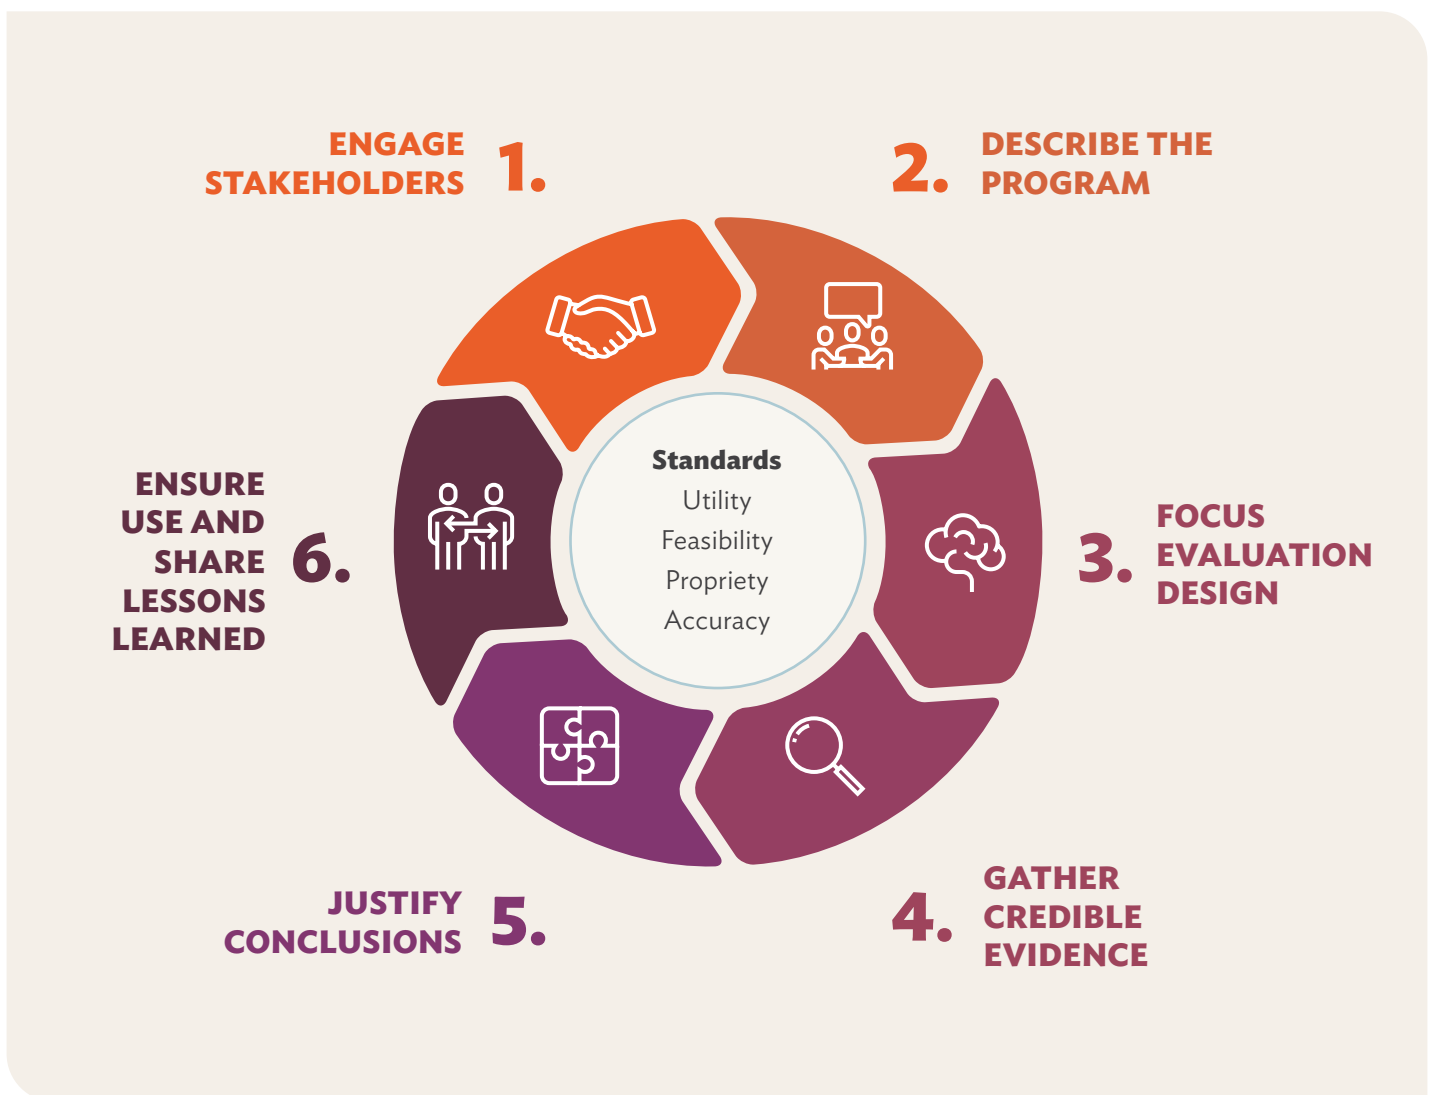 1.
ENGAGE
STAKEHOLDERS
2.
DESCRIBE THE
PROGRAM
3.
FOCUS
EVALUATION
DESIGN
4.
GATHER
CREDIBLE
EVIDENCE
5.
JUSTIFY
CONCLUSIONS
6.
ENSURE
USE AND
SHARE
LESSONS
LEARNED
Standards
Utility
Feasibility
Propriety
Accuracy